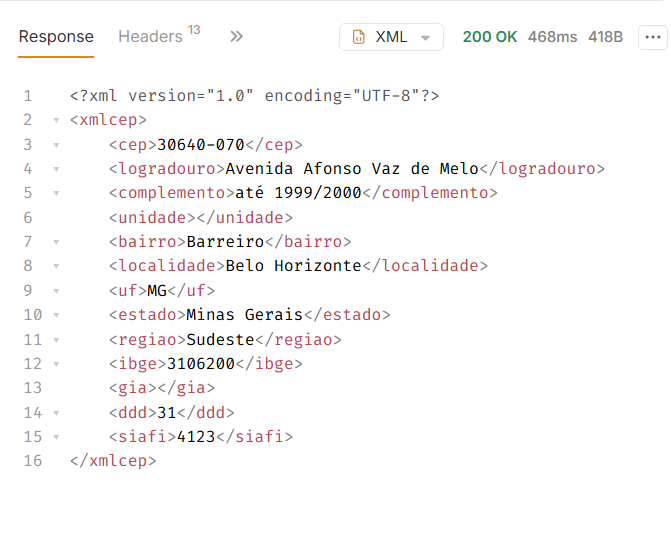 Response Headers 13 XML 200 OK 468ms 418B
1 <?xml version="1.0" encoding="UTF-8"?>
2 <xmlcep>
3 <cep>30640-070</cep>
4 <logradouro>Avenida Afonso Vaz de Melo</logradouro>
5 <complemento>até 1999/2000</complemento>
6 <unidade></unidade>
7 <bairro>Barreiro</bairro>
8 <localidade>Belo Horizonte</localidade>
9 <uf>MG</uf>
10 <estado>Minas Gerais</estado>
11 <regiao>Sudeste</regiao>
12 <ibge>3106200</ibge>
13 <gia></gia>
14 <ddd>31</ddd>
15 <siafi>4123</siafi>
16 </xmlcep>